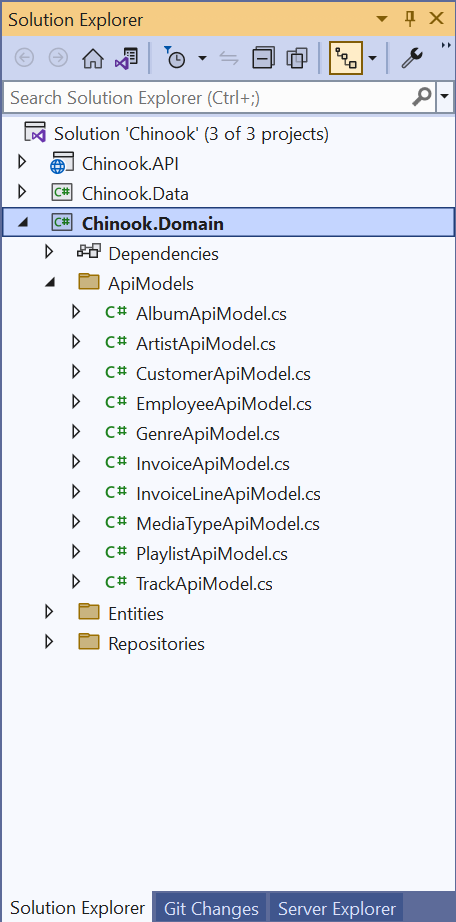 Solution Explorer
Search Solution Explorer (Ctrl+;)
Solution 'Chinook' (3 of 3 projects)
Chinook.API
C# Chinook.Data
C# Chinook.Domain
Dependencies
ApiModels
C# AlbumApiModel.cs
C# ArtistApiModel.cs
C# CustomerApiModel.cs
C# EmployeeApiModel.cs
C# GenreApiModel.cs
C# InvoiceApiModel.cs
C# InvoiceLineApiModel.cs
C# MediaTypeApiModel.cs
C# PlaylistApiModel.cs
C# TrackApiModel.cs
Entities
Repositories
Solution Explorer Git Changes Server Explorer